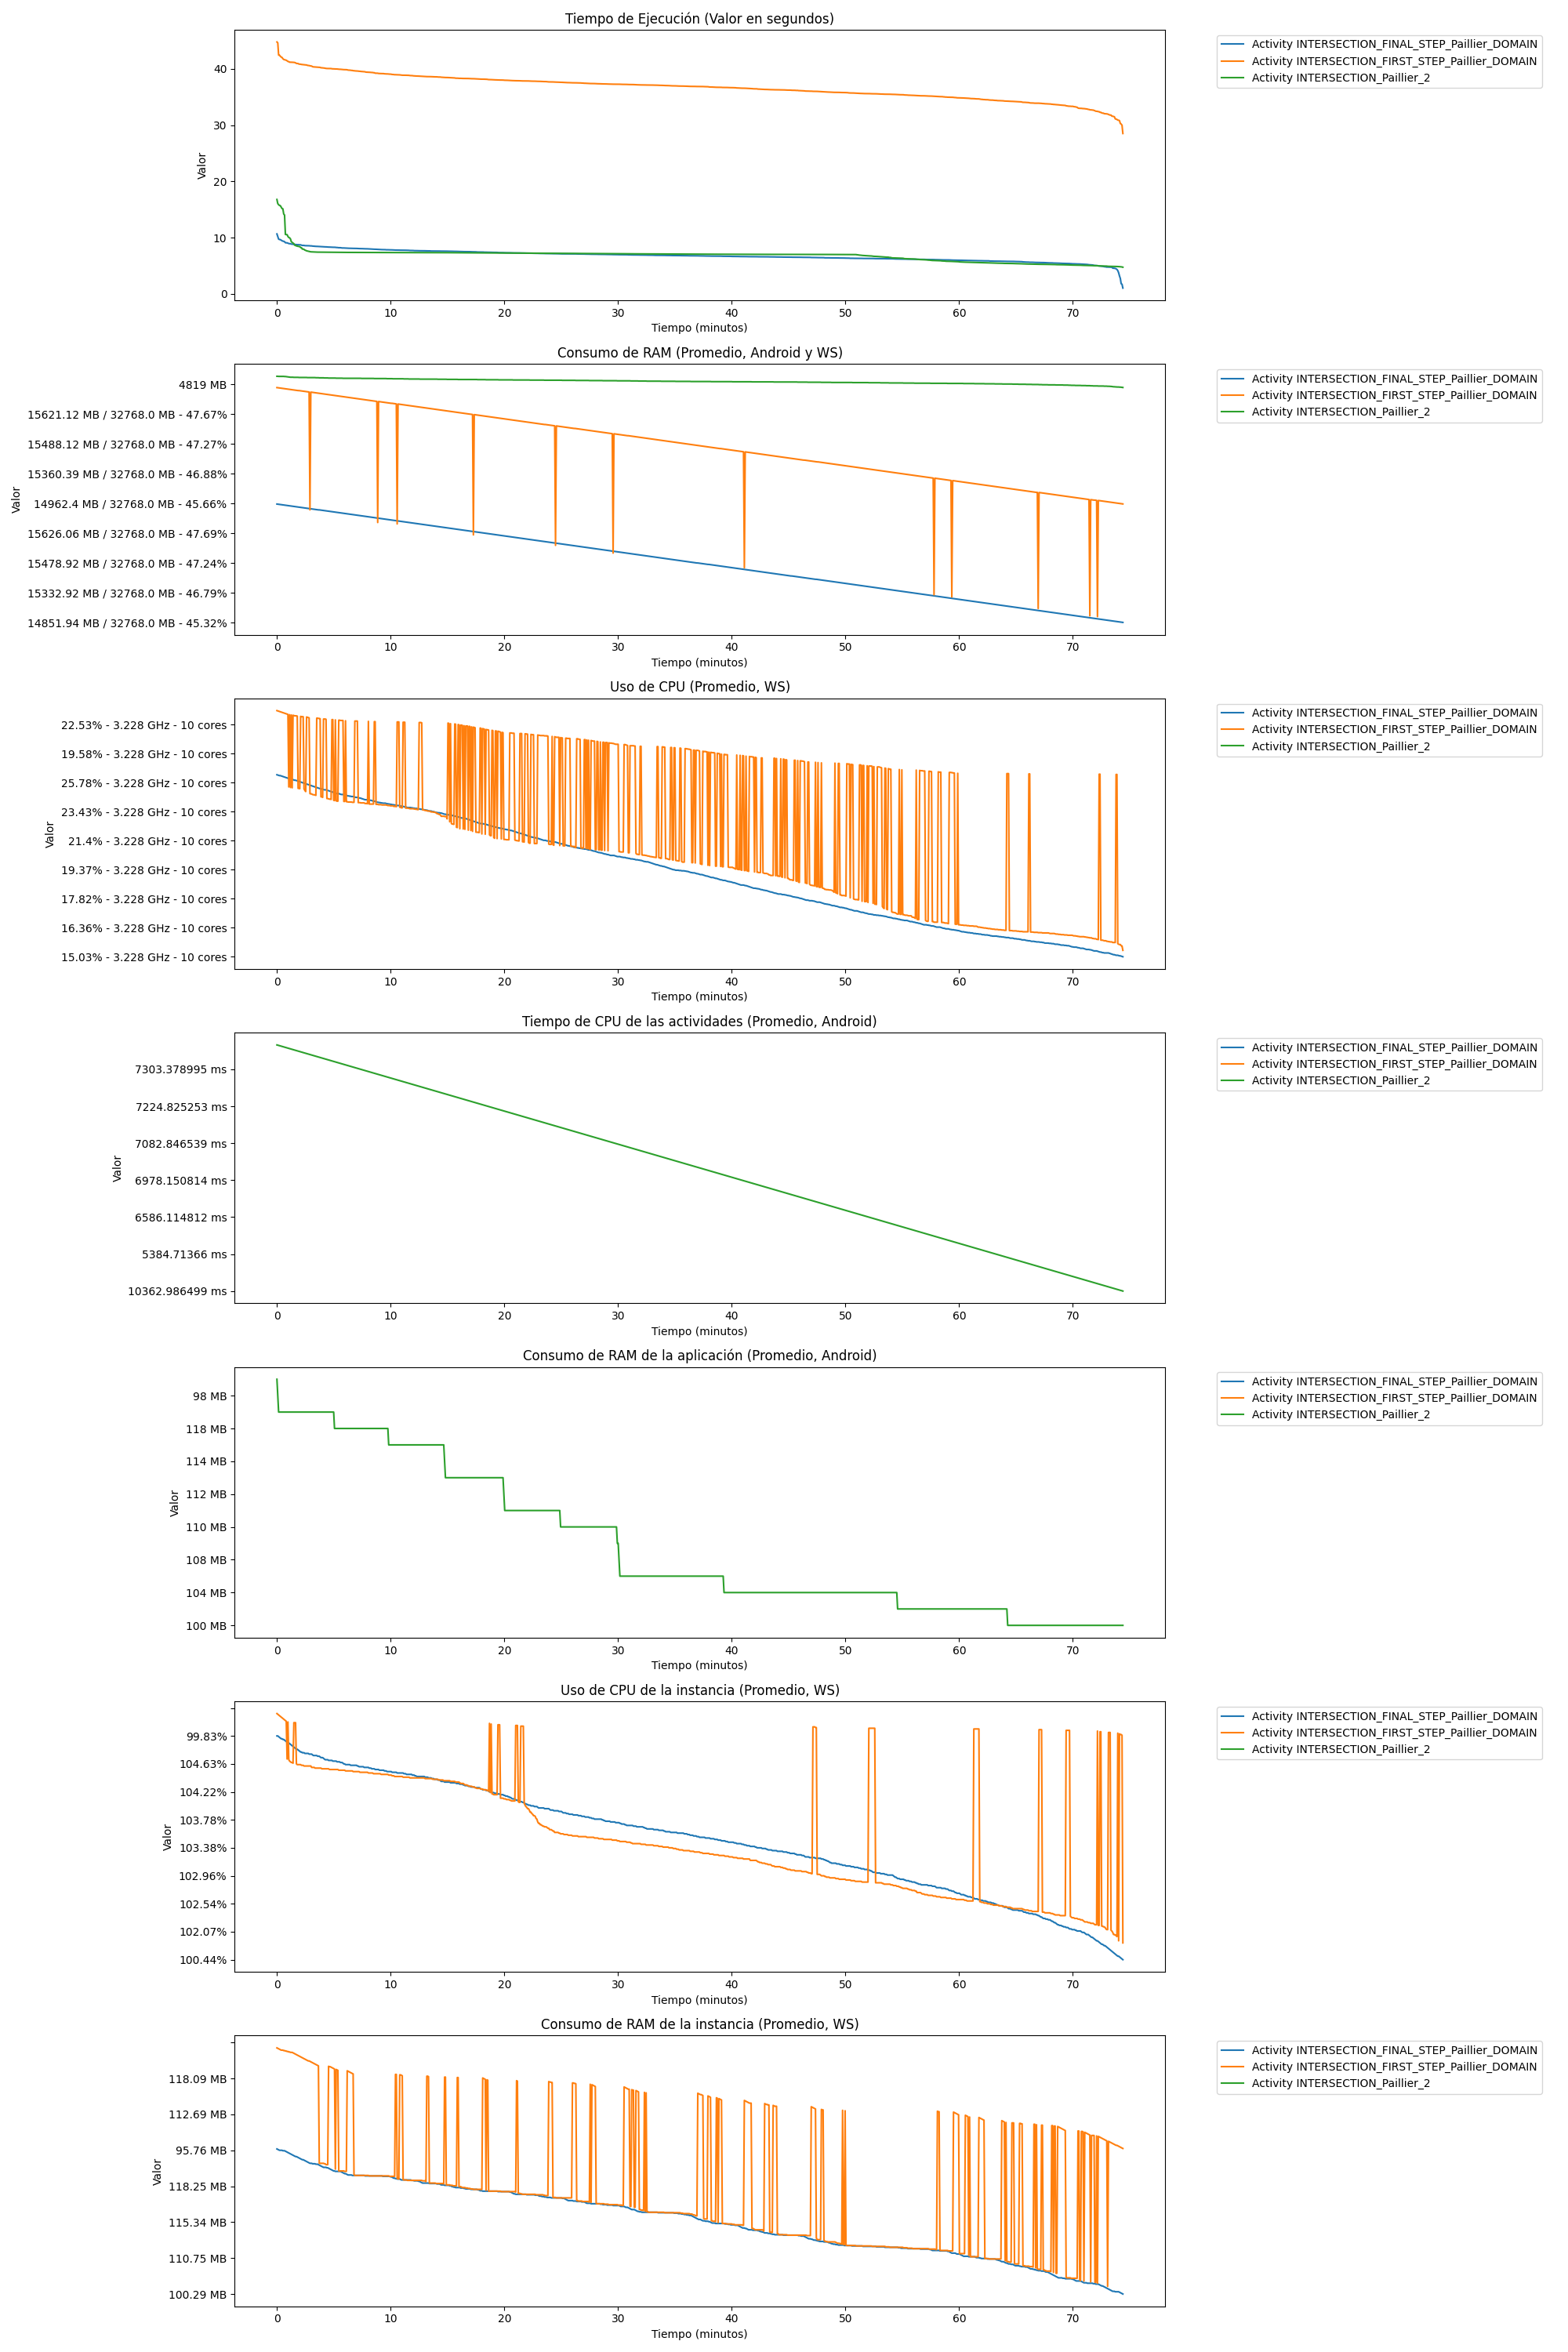 Tiempo de Ejecución (Valor en segundos)
40
30
20
10
0
Valor
0 10 20 30 40 50 60 70
Tiempo (minutos)
Activity INTERSECTION_FINAL_STEP_Paillier_DOMAIN
Activity INTERSECTION_FIRST_STEP_Paillier_DOMAIN
Activity INTERSECTION_Paillier_2
Consumo de RAM (Promedio, Android y WS)
4819 MB
15621.12 MB / 32768.0 MB - 47.67%
15488.12 MB / 32768.0 MB - 47.27%
15360.39 MB / 32768.0 MB - 46.88%
14962.4 MB / 32768.0 MB - 45.66%
15626.06 MB / 32768.0 MB - 47.69%
15478.92 MB / 32768.0 MB - 47.24%
15332.92 MB / 32768.0 MB - 46.79%
14851.94 MB / 32768.0 MB - 45.32%
Valor
0 10 20 30 40 50 60 70
Tiempo (minutos)
Activity INTERSECTION_FINAL_STEP_Paillier_DOMAIN
Activity INTERSECTION_FIRST_STEP_Paillier_DOMAIN
Activity INTERSECTION_Paillier_2
Uso de CPU (Promedio, WS)
22.53% - 3.228 GHz - 10 cores
19.58% - 3.228 GHz - 10 cores
25.78% - 3.228 GHz - 10 cores
23.43% - 3.228 GHz - 10 cores
21.4% - 3.228 GHz - 10 cores
19.37% - 3.228 GHz - 10 cores
17.82% - 3.228 GHz - 10 cores
16.36% - 3.228 GHz - 10 cores
15.03% - 3.228 GHz - 10 cores
Valor
0 10 20 30 40 50 60 70
Tiempo (minutos)
Activity INTERSECTION_FINAL_STEP_Paillier_DOMAIN
Activity INTERSECTION_FIRST_STEP_Paillier_DOMAIN
Activity INTERSECTION_Paillier_2
Tiempo de CPU de las actividades (Promedio, Android)
7303.378995 ms
7224.825253 ms
7082.846539 ms
6978.150814 ms
6586.114812 ms
5384.71366 ms
10362.986499 ms
Valor
0 10 20 30 40 50 60 70
Tiempo (minutos)
Activity INTERSECTION_FINAL_STEP_Paillier_DOMAIN
Activity INTERSECTION_FIRST_STEP_Paillier_DOMAIN
Activity INTERSECTION_Paillier_2
Consumo de RAM de la aplicación (Promedio, Android)
98 MB
118 MB
114 MB
112 MB
110 MB
108 MB
104 MB
100 MB
Valor
0 10 20 30 40 50 60 70
Tiempo (minutos)
Activity INTERSECTION_FINAL_STEP_Paillier_DOMAIN
Activity INTERSECTION_FIRST_STEP_Paillier_DOMAIN
Activity INTERSECTION_Paillier_2
Uso de CPU de la instancia (Promedio, WS)
99.83%
104.63%
104.22%
103.78%
103.38%
102.96%
102.54%
102.07%
100.44%
Valor
0 10 20 30 40 50 60 70
Tiempo (minutos)
Activity INTERSECTION_FINAL_STEP_Paillier_DOMAIN
Activity INTERSECTION_FIRST_STEP_Paillier_DOMAIN
Activity INTERSECTION_Paillier_2
Consumo de RAM de la instancia (Promedio, WS)
118.09 MB
112.69 MB
95.76 MB
118.25 MB
115.34 MB
110.75 MB
100.29 MB
Valor
0 10 20 30 40 50 60 70
Tiempo (minutos)
Activity INTERSECTION_FINAL_STEP_Paillier_DOMAIN
Activity INTERSECTION_FIRST_STEP_Paillier_DOMAIN
Activity INTERSECTION_Paillier_2